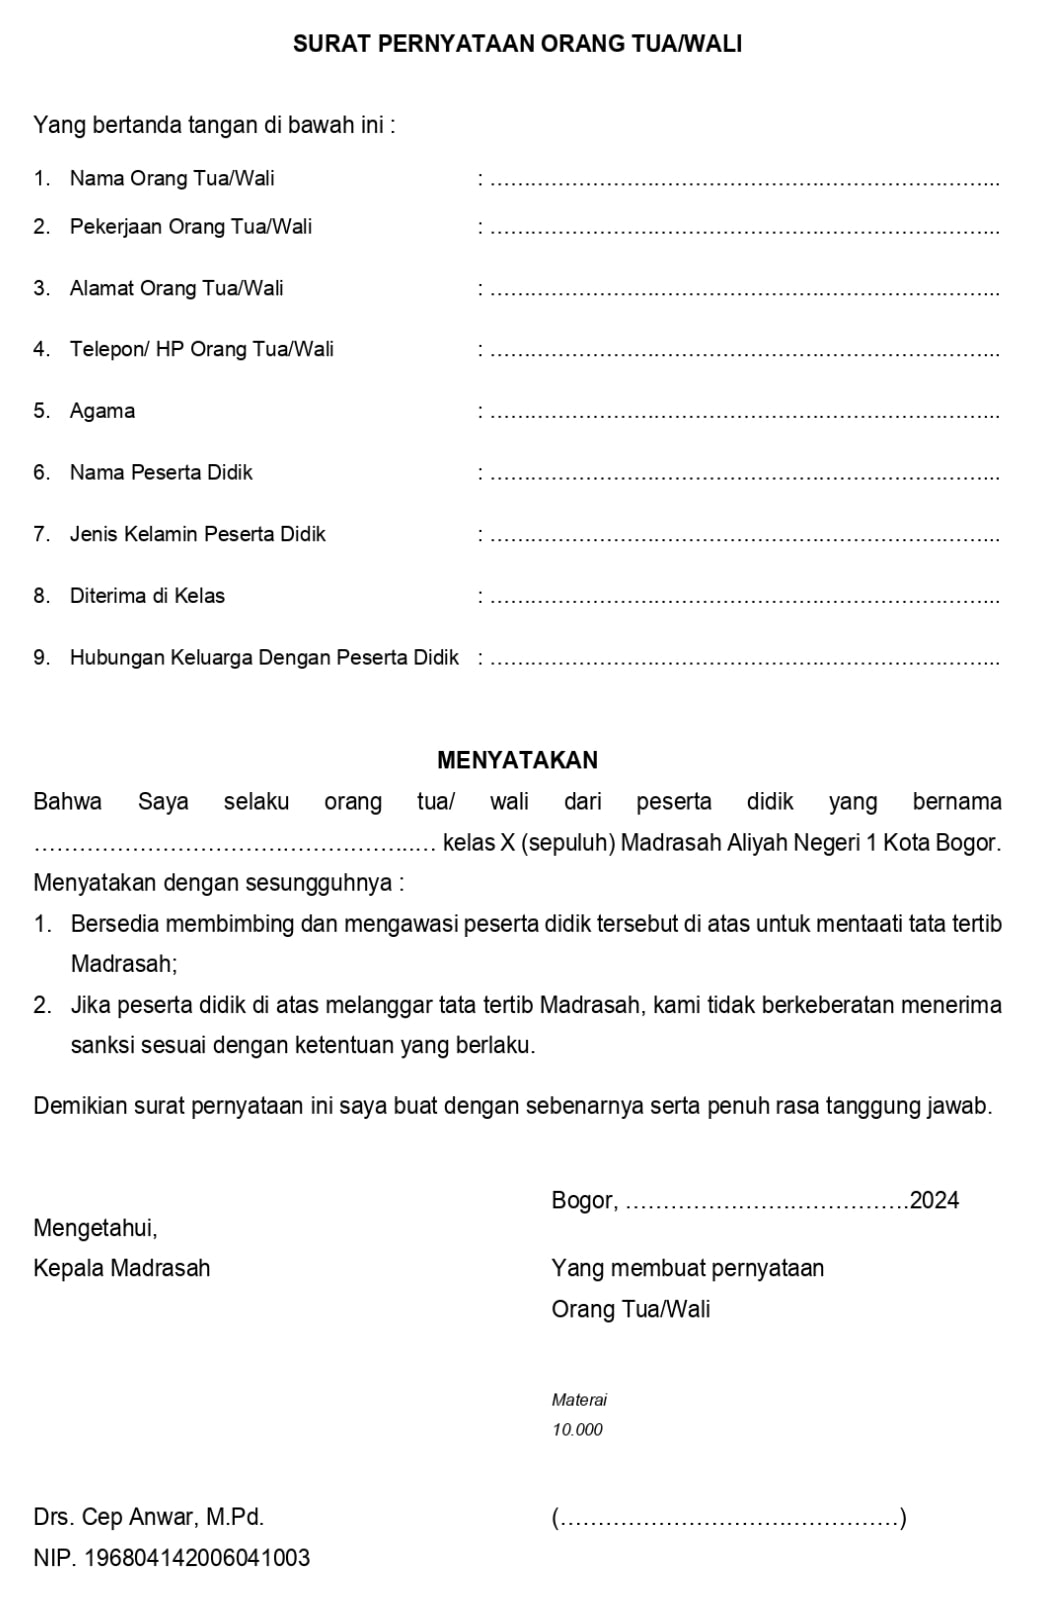 SURAT PERNYATAAN ORANG TUA/WALI
Yang bertanda tangan di bawah ini :
1. Nama Orang Tua/Wali : ……………………………………………………………………..
2. Pekerjaan Orang Tua/Wali : ……………………………………………………………………..
3. Alamat Orang Tua/Wali : ……………………………………………………………………..
4. Telepon/ HP Orang Tua/Wali : ……………………………………………………………………..
5. Agama : ……………………………………………………………………..
6. Nama Peserta Didik : ……………………………………………………………………..
7. Jenis Kelamin Peserta Didik : ……………………………………………………………………..
8. Diterima di Kelas : ……………………………………………………………………..
9. Hubungan Keluarga Dengan Peserta Didik : ……………………………………………………………………..
MENYATAKAN
Bahwa Saya selaku orang tua/ wali dari peserta didik yang bernama
…………………………………………..… kelas X (sepuluh) Madrasah Aliyah Negeri 1 Kota Bogor.
Menyatakan dengan sesungguhnya :
1. Bersedia membimbing dan mengawasi peserta didik tersebut di atas untuk mentaati tata tertib
Madrasah;
2. Jika peserta didik di atas melanggar tata tertib Madrasah, kami tidak berkeberatan menerima
sanksi sesuai dengan ketentuan yang berlaku.
Demikian surat pernyataan ini saya buat dengan sebenarnya serta penuh rasa tanggung jawab.
Bogor, ………………………………..2024
Mengetahui,
Kepala Madrasah Yang membuat pernyataan
Orang Tua/Wali
Materai
10.000
Drs. Cep Anwar, M.Pd. (………………………………………)
NIP. 196804142006041003